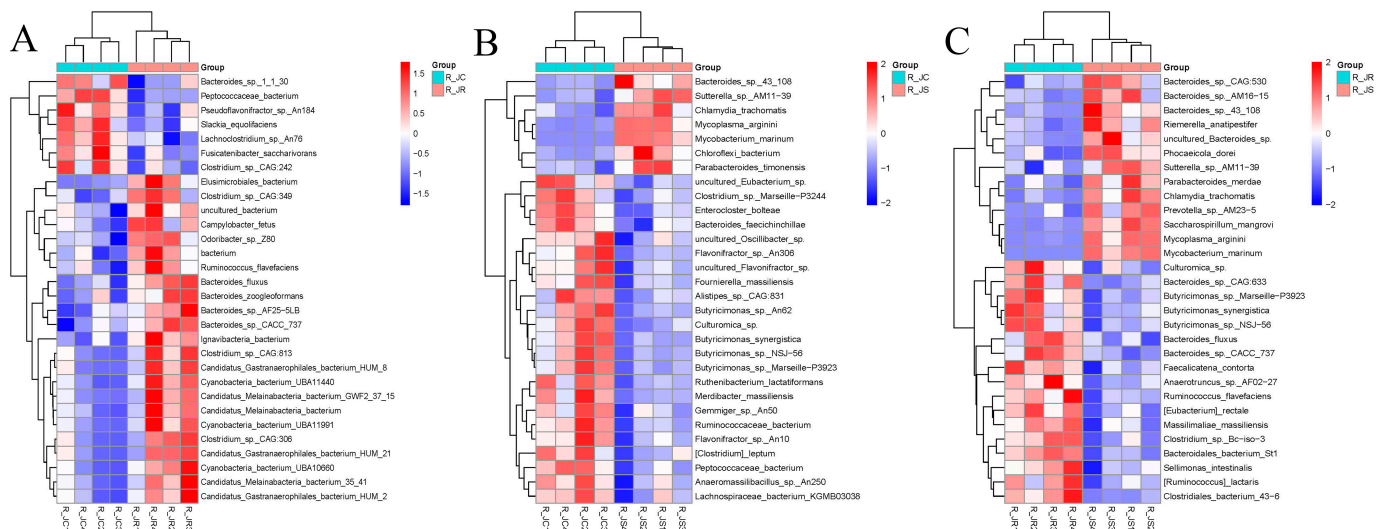 A
Group
Bacteroides_sp._1_1_30
Peptococcaceae_bacterium
Pseudoflavonifractor_sp._An184
Slackia_equolifaciens
Lachnoclostridium_sp._An76
Fusicatenibacter_saccharivorans
Clostridium_sp._CAG:242
Elusimicrobiales_bacterium
Clostridium_sp._CAG:349
uncultured_bacterium
Campylobacter_fetus
Odoribacter_sp._Z80
bacterium
Ruminococcus_flavefaciens
Bacteroides_fluxus
Bacteroides_zoogleoformans
Bacteroides_sp._AF25-5LB
Bacteroides_sp._CACC_737
Ignavibacteria_bacterium
Clostridium_sp._CAG:813
Candidatus_Gastranaerophilales_bacterium_HUM_8
Cyanobacteria_bacterium_UBA11440
Candidatus_Melainabacteria_bacterium_GWF2_37_15
Candidatus_Melainabacteria_bacterium
Cyanobacteria_bacterium_UBA11991
Clostridium_sp._CAG:306
Candidatus_Gastranaerophilales_bacterium_HUM_21
Cyanobacteria_bacterium_UBA10660
Candidatus_Melainabacteria_bacterium_35_41
Candidatus_Gastranaerophilales_bacterium_HUM_2
1.5
1
0.5
0
-0.5
-1
-1.5
Group
R_JC
R_JR
B
Group
Bacteroides_sp._43_108
Sutterella_sp._AM11-39
Chlamydia_trachomatis
Mycoplasma_arginini
Mycobacterium_marinum
Chloroflexi_bacterium
Parabacteroides_timonensis
uncultured_Eubacterium_sp.
Clostridium_sp._Marseille-P3244
Enterocloster_bolteae
Bacteroides_faecichinchillae
uncultured_Oscillibacter_sp.
Flavonifractor_sp._An306
uncultured_Flavonifractor_sp.
Fournierella_massiliensis
Alistipes_sp._CAG:831
Butyricimonas_sp._An62
Culturomica_sp.
Butyricimonas_synergistica
Butyricimonas_sp._NSJ-56
Butyricimonas_sp._Marseille-P3923
Ruthenibacterium_lactatiformans
Merdibacter_massiliensis
Gemmiger_sp._An50
Ruminococcaceae_bacterium
Flavonifractor_sp._An10
[Clostridium]_leptum
Peptococcaceae_bacterium
Anaeromassilibacillus_sp._An250
Lachnospiraceae_bacterium_KGMB03038
2
1
0
-1
-2
Group
R_JC
R_JS
C
Group
Bacteroides_sp._CAG:530
Bacteroides_sp._AM16-15
Bacteroides_sp._43_108
Riemerella_anatipestifer
uncultured_Bacteroides_sp.
Phocaeicola_dorei
Sutterella_sp._AM11-39
Parabacteroides_merdae
Chlamydia_trachomatis
Prevotella_sp._AM23-5
Saccharospirillum_mangrovi
Mycoplasma_arginini
Mycobacterium_marinum
Culturomica_sp.
Bacteroides_sp._CAG:633
Butyricimonas_sp._Marseille-P3923
Butyricimonas_synergistica
Butyricimonas_sp._NSJ-56
Bacteroides_fluxus
Bacteroides_sp._CACC_737
Faecalicatena_contorta
Anaerotruncus_sp._AF02-27
Ruminococcus_flavefaciens
[Eubacterium]_rectale
Massilimaliae_massiliensis
Clostridium_sp._Bc-iso-3
Bacteroidales_bacterium_St1
Sellimonas_intestinalis
[Ruminococcus]_lactaris
Clostridiales_bacterium_43-6
2
1
0
-1
-2
Group
R_JR
R_JS